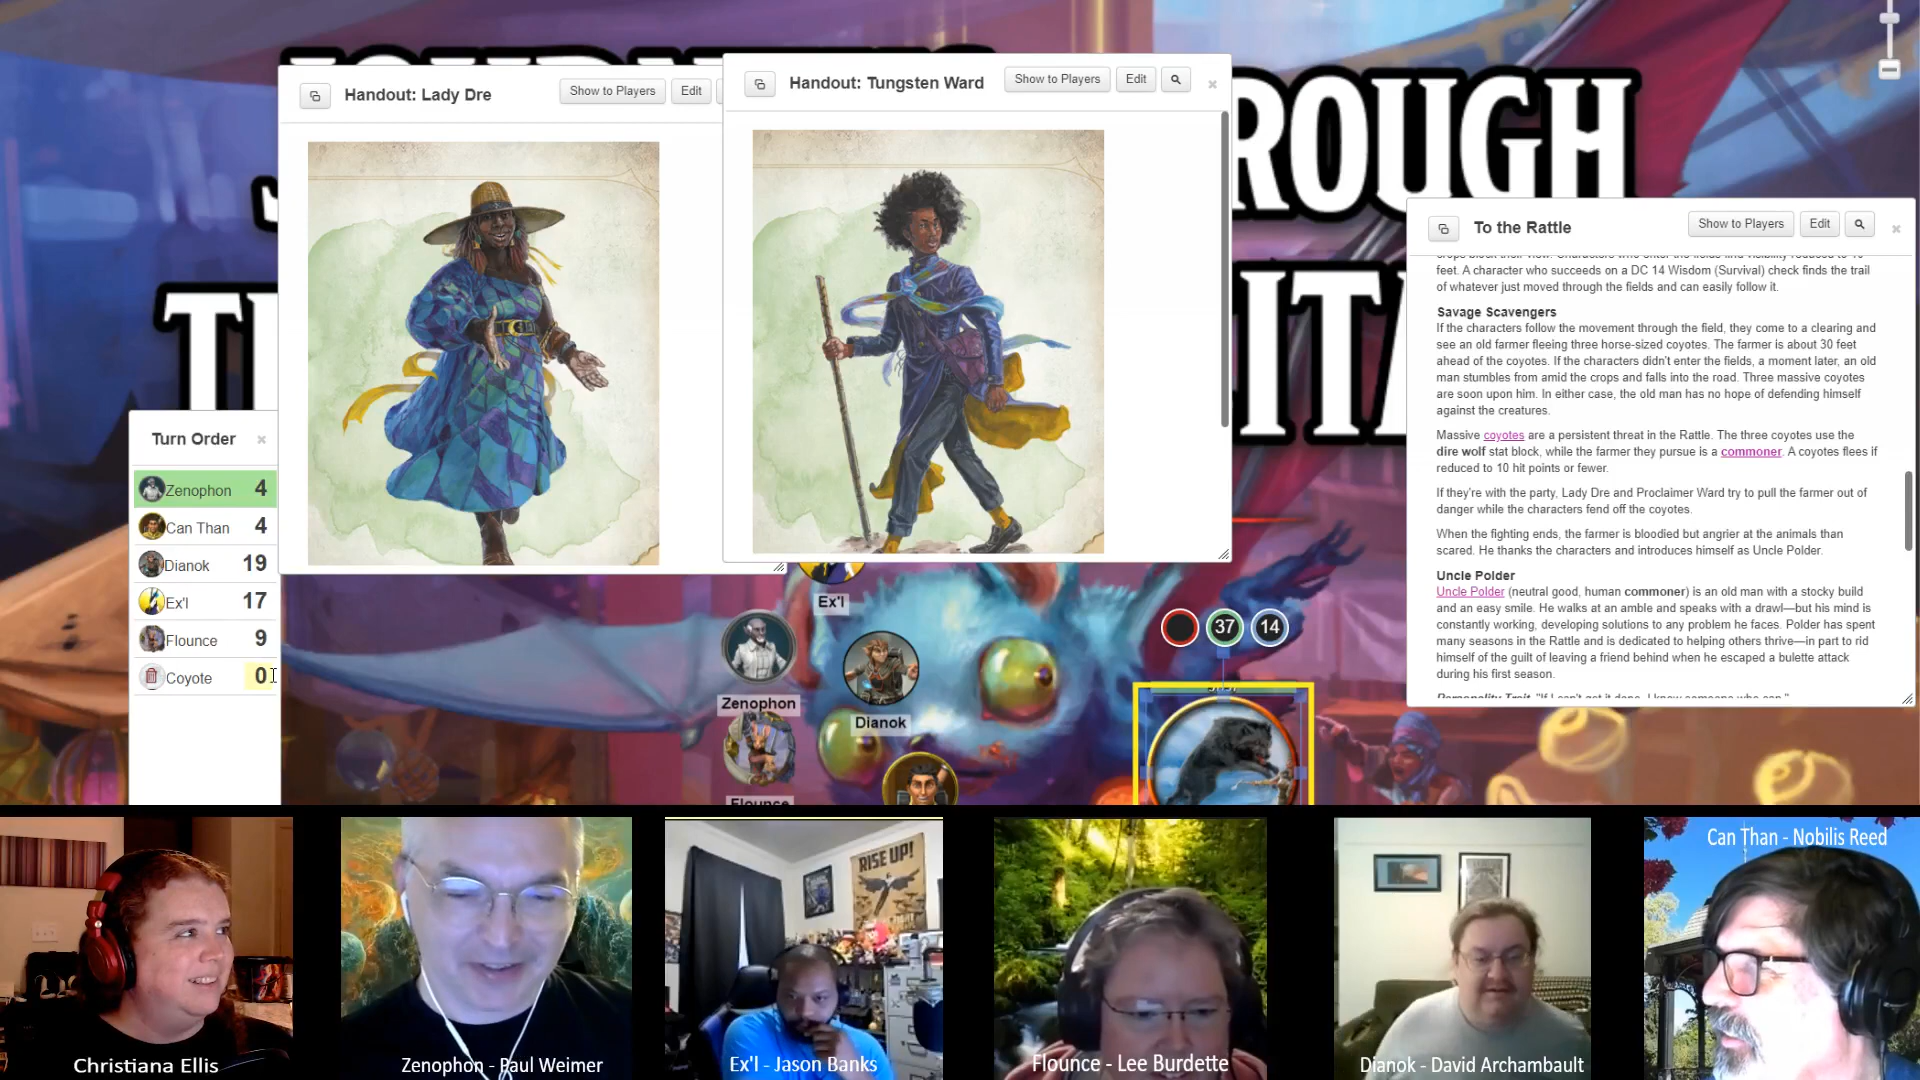 ROUGH
Handout: Lady Dre
Show to Players
Edit
Handout: Tungsten Ward
Show to Players
Edit
To the Rattle
Show to Players
Edit
feet. A character who succeeds on a DC 14 Wisdom (Survival) check finds the trail
of whatever just moved through the fields and can easily follow it.
Savage Scavengers
If the characters follow the movement through the field, they come to a clearing and
see an old farmer fleeing three horse-sized coyotes. The farmer is about 30 feet
ahead of the coyotes. If the characters didn't enter the fields, a moment later, an old
man stumbles from amid the crops and falls into the road. Three massive coyotes
are soon upon him. In either case, the old man has no hope of defending himself
against the creatures.
Massive coyotes are a persistent threat in the Rattle. The three coyotes use the
dire wolf stat block, while the farmer they pursue is a commoner. A coyotes flees if
reduced to 10 hit points or fewer.
If they're with the party, Lady Dre and Proclaimer Ward try to pull the farmer out of
danger while the characters fend off the coyotes.
When the fighting ends, the farmer is bloodied but angrier at the animals than
scared. He thanks the characters and introduces himself as Uncle Polder.
Uncle Polder
Uncle Polder (neutral good, human commoner) is an old man with a stocky build
and an easy smile. He walks at an amble and speaks with a drawl—but his mind is
constantly working, developing solutions to any problem he faces. Polder has spent
many seasons in the Rattle and is dedicated to helping others thrive—in part to rid
himself of the guilt of leaving a friend behind when he escaped a bulette attack
during his first season.
Turn Order
Zenophon 4
Can Than 4
Dianok 19
Ex'l 17
Flounce 9
Coyote 0
Ex'l
Zenophon
Dianok
Flounce
37
14
RISE UP!
Christiana Ellis
Zenophon - Paul Weimer
Ex'l - Jason Banks
Flounce - Lee Burdette
Dianok - David Archambault
Can Than - Nobilis Reed